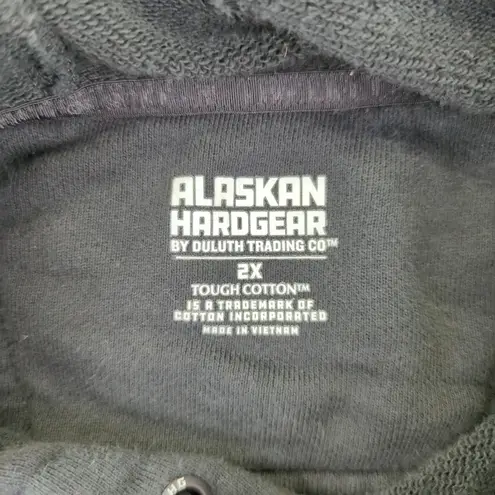 ALASKAN
HARDGEAR
BY DULUTH TRADING CO™
2X
TOUGH COTTON™
IS A TRADEMARK OF
COTTON INCORPORATED
MADE IN VIETNAM